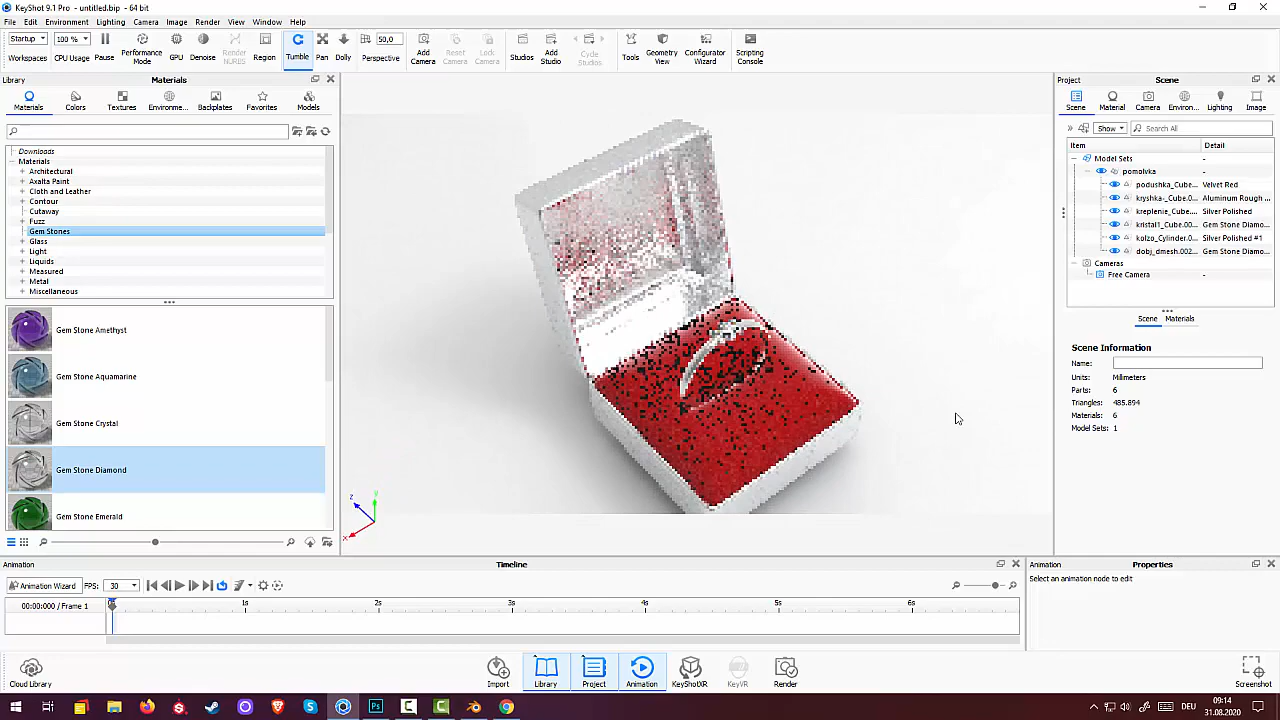 KeyShot 9.1 Pro - untitled.bip - 64 bit
File Edit Environment Lighting Camera Image Render View Window Help
Startup 100 % 50,0
Workspaces CPU Usage Pause Performance Mode GPU Denoise Render NURBS Region Tumble Pan Dolly Perspective Add Camera Reset Camera Lock Camera Studios Add Studio Cycle Studios Tools Geometry View Configurator Wizard Scripting Console
Library Materials
Materials Colors Textures Environme... Backplates Favorites Models
Downloads
Materials
Architectural
Axalta Paint
Cloth and Leather
Contour
Cutaway
Fuzz
Gem Stones
Glass
Light
Liquids
Measured
Metal
Miscellaneous
Gem Stone Amethyst
Gem Stone Aquamarine
Gem Stone Crystal
Gem Stone Diamond
Gem Stone Emerald
z y x
Project Scene
Scene Material Camera Environ... Lighting Image
Show Search All
Item Detail
Model Sets -
pomolvka -
podushka_Cube... Velvet Red
kryshka-_Cube.... Aluminum Rough ...
kreplenie_Cube.... Silver Polished
kristal1_Cube.00... Gem Stone Diamo...
kolzo_Cylinder.0... Silver Polished #1
dobj_dmesh.002... Gem Stone Diamo...
Cameras
Free Camera -
Scene Materials
Scene Information
Name:
Units: Milimeters
Parts: 6
Triangles: 485.894
Materials: 6
Model Sets: 1
Animation Timeline
Animation Wizard FPS: 30
00:00:000 / Frame 1 1s 2s 3s 4s 5s 6s
Animation Properties
Select an animation node to edit
Cloud Library Import Library Project Animation KeyShotXR KeyVR Render Screenshot
DEU 09:14
31.08.2020